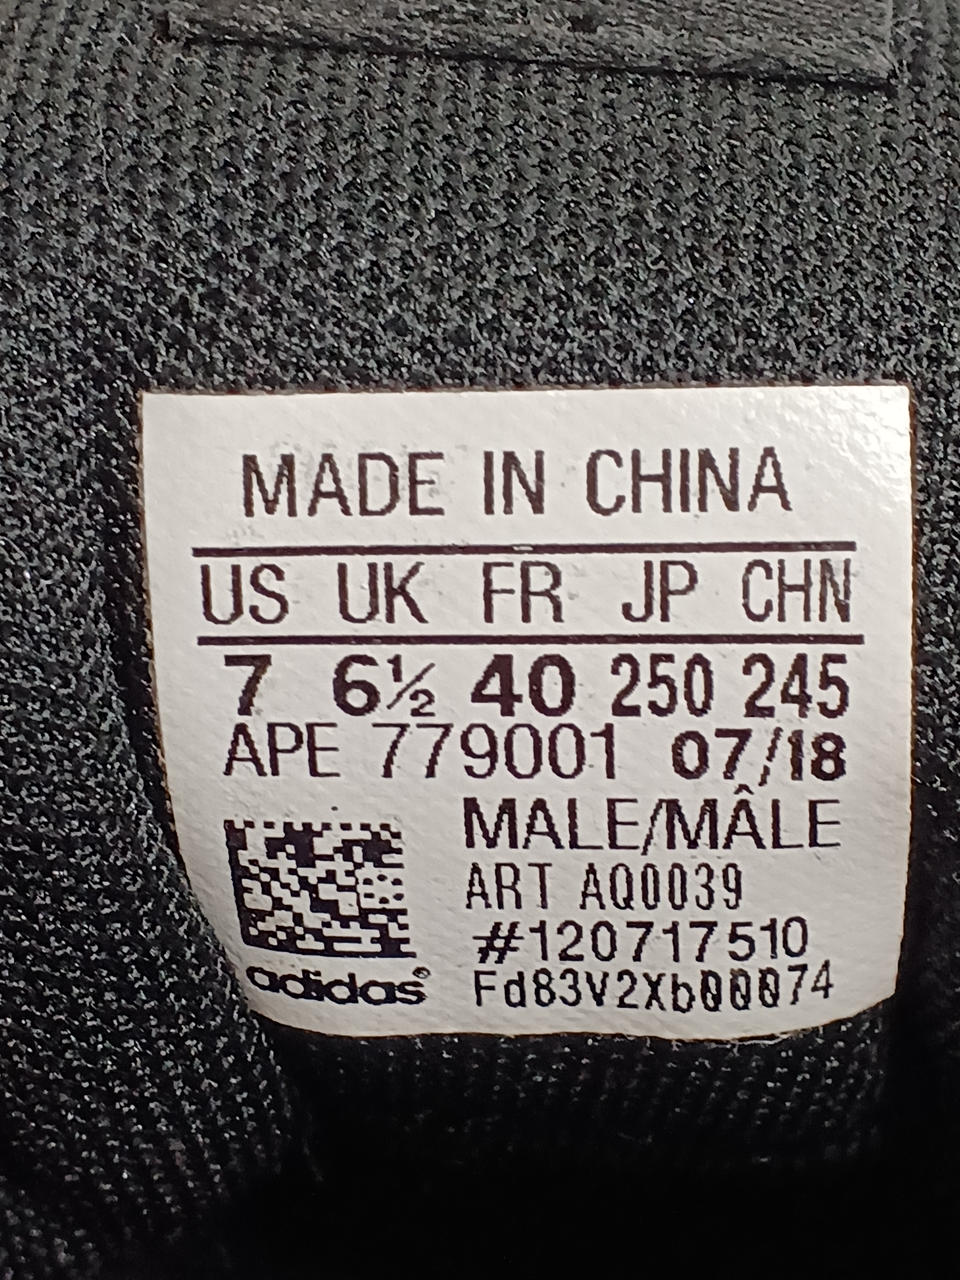 MADE IN CHINA
US UK FR JP CHN
7 6½ 40 250 245
APE 779001 07/18
MALE/MÂLE
ART AQ0039
#120717510
adidas® Fd83V2Xb00074